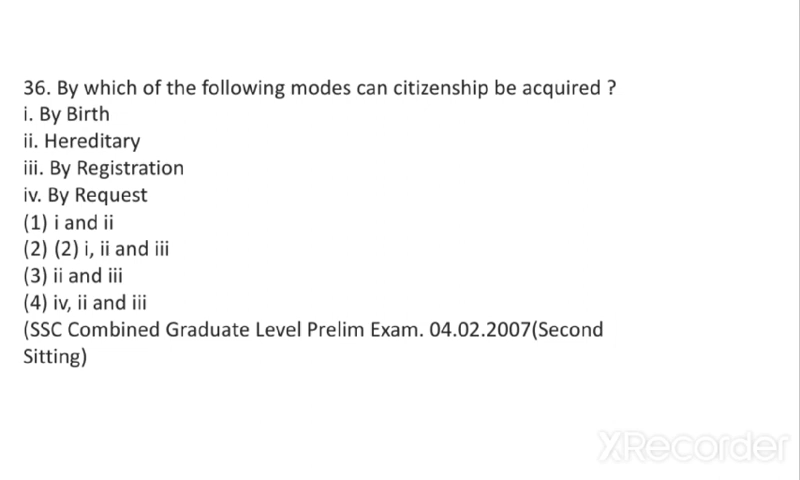 36. By which of the following modes can citizenship be acquired ?
i. By Birth
ii. Hereditary
iii. By Registration
iv. By Request
(1) i and ii
(2) (2) i, ii and iii
(3) ii and iii
(4) iv, ii and iii
(SSC Combined Graduate Level Prelim Exam. 04.02.2007(Second
Sitting)
XRecorder